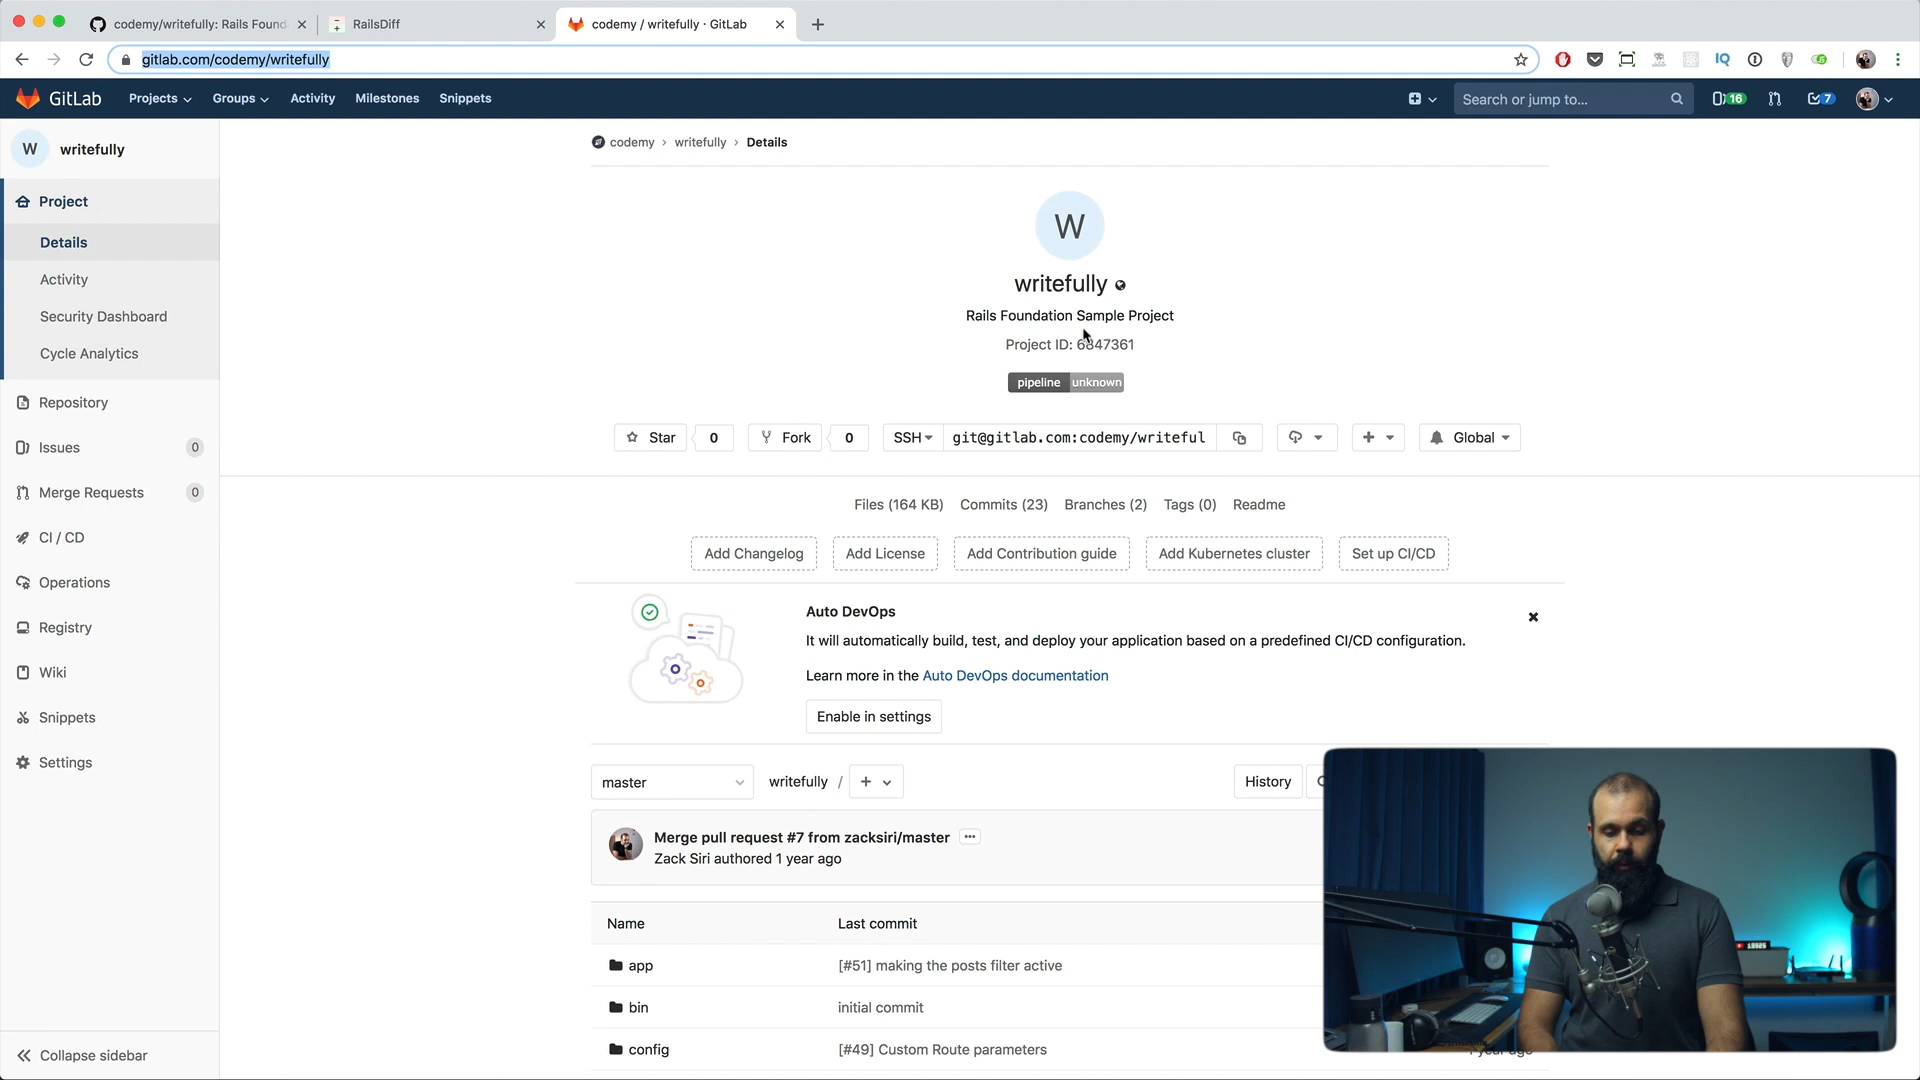 codemy/writefully: Rails Found
RailsDiff
codemy / writefully · GitLab
gitlab.com/codemy/writefully
IQ
GitLab
Projects
Groups
Activity
Milestones
Snippets
Search or jump to...
16
7
W
writefully
Project
Details
Activity
Security Dashboard
Cycle Analytics
Repository
Issues
0
Merge Requests
0
CI / CD
Operations
Registry
Wiki
Snippets
Settings
Collapse sidebar
codemy › writefully › Details
W
writefully
Rails Foundation Sample Project
Project ID: 6847361
pipeline unknown
Star
0
Fork
0
SSH
git@gitlab.com:codemy/writeful
Global
Files (164 KB)
Commits (23)
Branches (2)
Tags (0)
Readme
Add Changelog
Add License
Add Contribution guide
Add Kubernetes cluster
Set up CI/CD
Auto DevOps
It will automatically build, test, and deploy your application based on a predefined CI/CD configuration.
Learn more in the Auto DevOps documentation
Enable in settings
master
writefully /
History
Merge pull request #7 from zacksiri/master
Zack Siri authored 1 year ago
Name
Last commit
app
[#51] making the posts filter active
bin
initial commit
config
[#49] Custom Route parameters
1 year ago